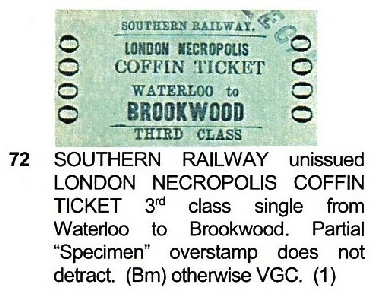 SOUTHERN RAILWAY.
LONDON NECROPOLIS
COFFIN TICKET
WATERLOO to
BROOKWOOD
THIRD CLASS
0000
0000
72 SOUTHERN RAILWAY unissued
LONDON NECROPOLIS COFFIN
TICKET 3rd class single from
Waterloo to Brookwood. Partial
“Specimen” overstamp does not
detract. (Bm) otherwise VGC. (1)